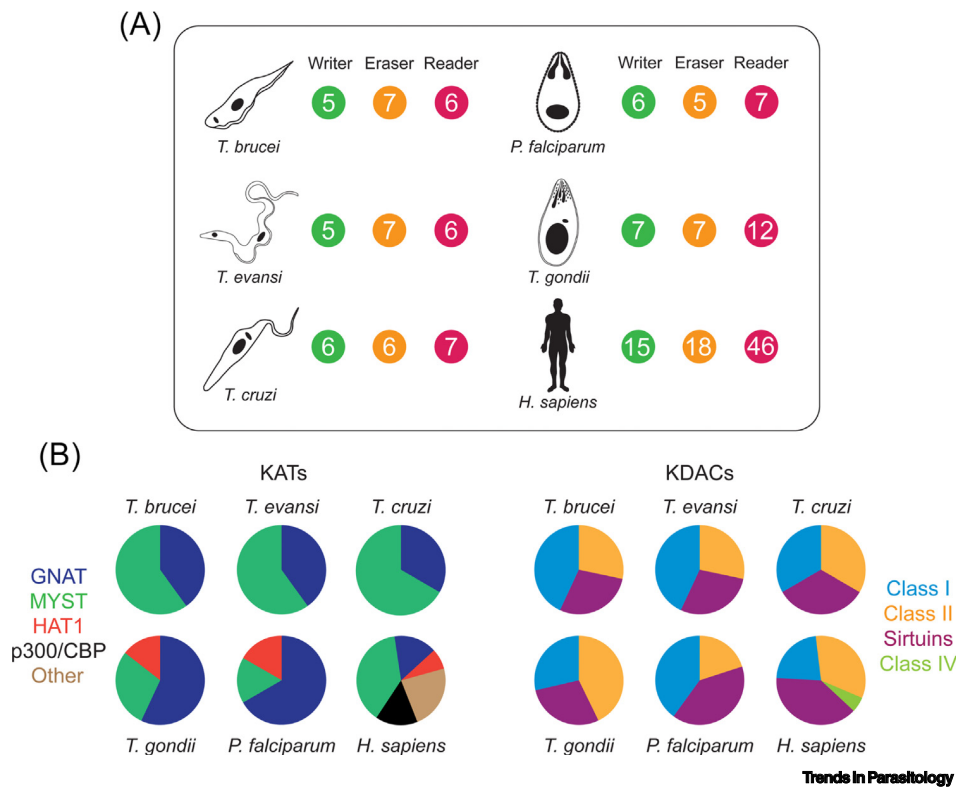 (A)
Writer Eraser Reader Writer Eraser Reader
5 7 6 6 5 7
T. brucei P. falciparum
5 7 6 7 7 12
T. evansi T. gondii
6 6 7 15 18 46
T. cruzi H. sapiens
(B)
KATs KDACs
T. brucei T. evansi T. cruzi T. brucei T. evansi T. cruzi
GNAT
MYST
HAT1
p300/CBP
Other
Class I
Class II
Sirtuins
Class IV
T. gondii P. falciparum H. sapiens T. gondii P. falciparum H. sapiens
Trends in Parasitology